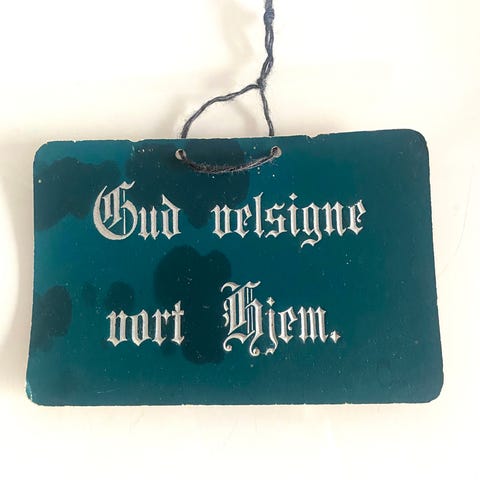 Gud velsigne
vort Hjem.